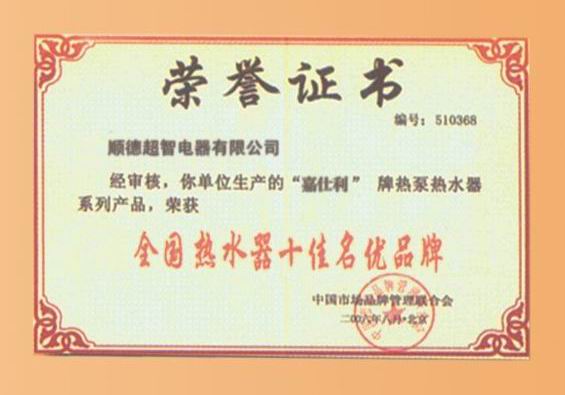 荣誉证书
编号：510368
顺德超智电器有限公司
经审核，你单位生产的“嘉仕利” 牌热泵热水器
系列产品，荣获
全国热水器十佳名优品牌
中国市场品牌管理联合会
二00六年八月·北京